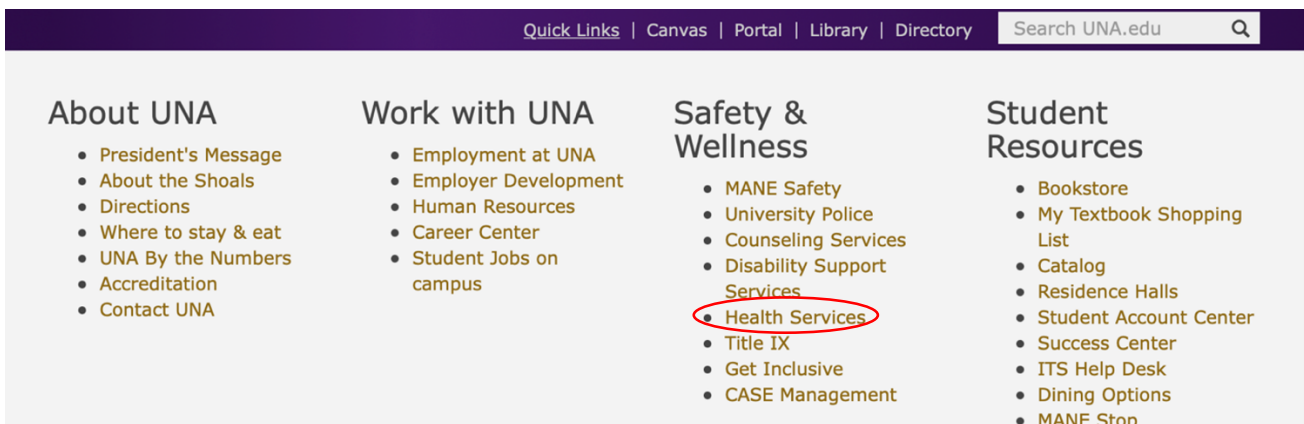 Quick Links | Canvas | Portal | Library | Directory Search UNA.edu
About UNA
President's Message
About the Shoals
Directions
Where to stay & eat
UNA By the Numbers
Accreditation
Contact UNA
Work with UNA
Employment at UNA
Employer Development
Human Resources
Career Center
Student Jobs on
campus
Safety &
Wellness
MANE Safety
University Police
Counseling Services
Disability Support
Services
Health Services
Title IX
Get Inclusive
CASE Management
Student
Resources
Bookstore
My Textbook Shopping
List
Catalog
Residence Halls
Student Account Center
Success Center
ITS Help Desk
Dining Options
MANE Stop